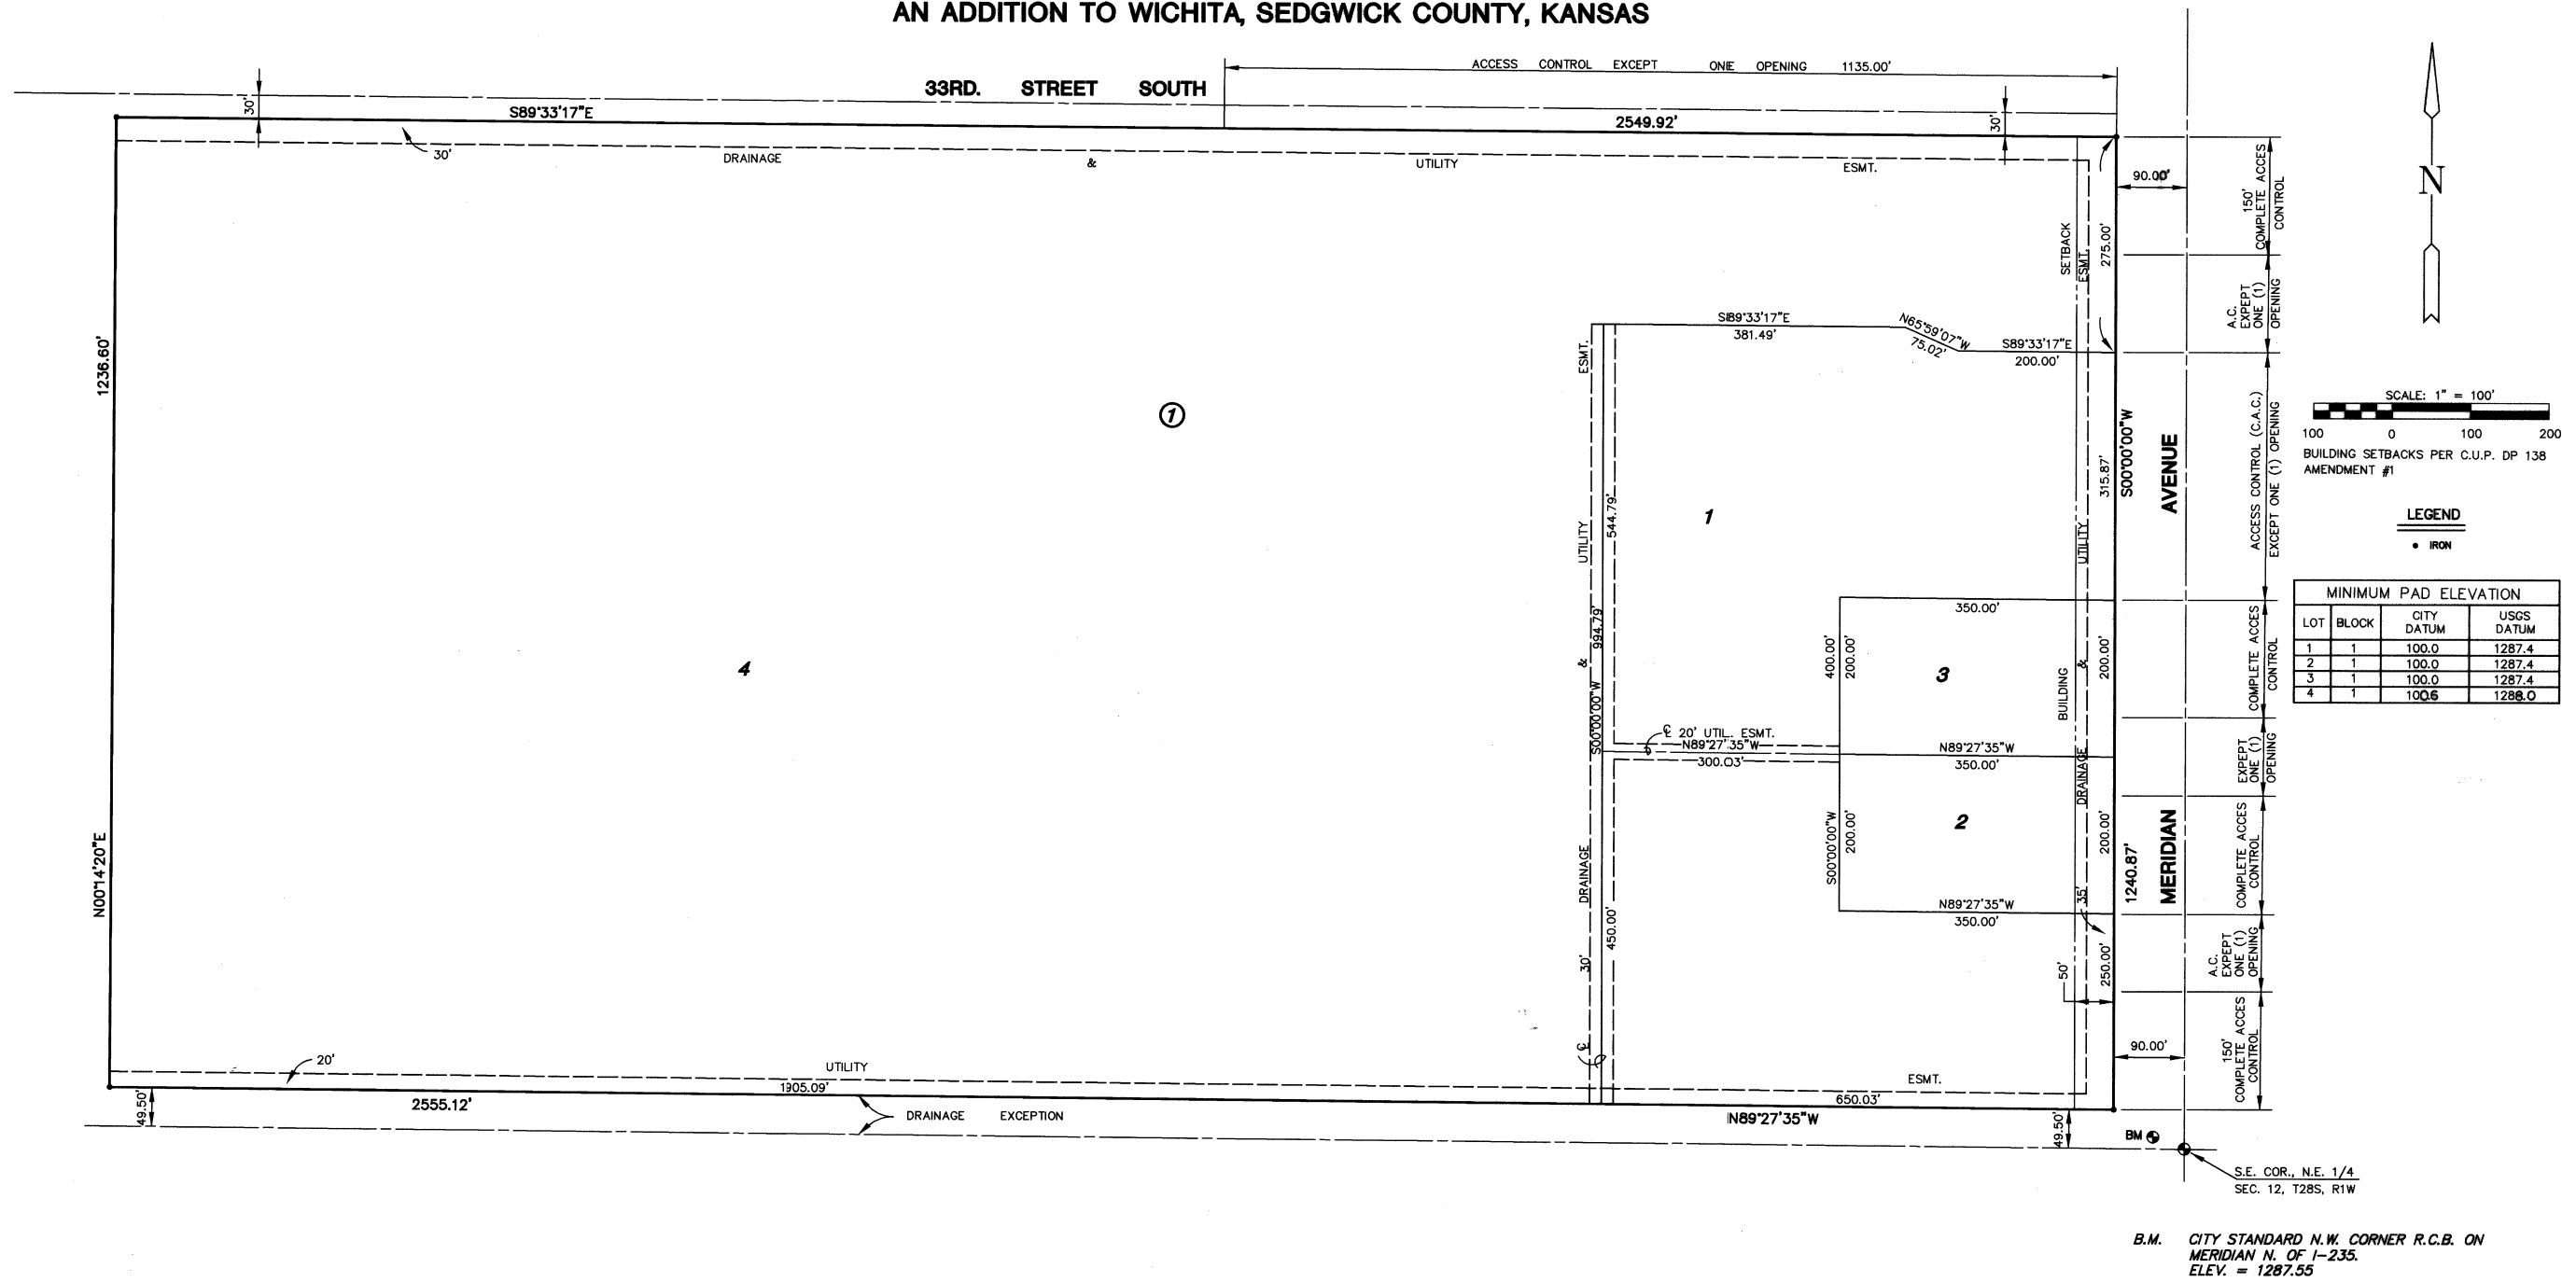 AN ADDITION TO WICHITA, SEDGWICK COUNTY, KANSAS
ACCESS CONTROL EXCEPT ONE OPENING 1135.00'
33RD. STREET SOUTH
30'
S89°33'17"E
2549.92'
30'
30'
DRAINAGE & UTILITY ESMT.
90.00'
150'
COMPLETE ACCES
CONTROL
N
SETBACK
ESMT.
275.00'
A.C.
EXPEPT
ONE (1)
OPENING
1236.60'
S89°33'17"E
381.49'
N65°59'07"W
75.02'
S89°33'17"E
200.00'
ESMT.
1
SCALE: 1" = 100'
100 0 100 200
BUILDING SETBACKS PER C.U.P. DP 138
AMENDMENT #1
ACCESS CONTROL (C.A.C.)
EXCEPT ONE (1) OPENING
S00°00'00"W
315.87'
AVENUE
LEGEND
• IRON
544.79'
UTILITY
1
UTILITY
MINIMUM PAD ELEVATION
LOT BLOCK CITY DATUM USGS DATUM
1 1 100.0 1287.4
2 1 100.0 1287.4
3 1 100.0 1287.4
4 1 100.6 1288.0
350.00'
994.79'
&
400.00'
200.00'
3
BUILDING
&
200.00'
COMPLETE ACCES
CONTROL
4
S00°00'00"W
℄ 20' UTIL. ESMT.
N89°27'35"W
300.03'
N89°27'35"W
350.00'
DRAINAGE
EXPEPT
ONE (1)
OPENING
N00°14'20"E
DRAINAGE
S00°00'00"W
200.00'
2
200.00'
1240.87'
MERIDIAN
COMPLETE ACCES
CONTROL
N89°27'35"W
350.00'
35'
450.00'
30'
50'
250.00'
A.C.
EXPEPT
ONE (1)
OPENING
℄
90.00'
150'
COMPLETE ACCES
CONTROL
20'
UTILITY
ESMT.
1905.09'
650.03'
49.50'
2555.12'
DRAINAGE EXCEPTION
N89°27'35"W
49.50'
BM
S.E. COR., N.E. 1/4
SEC. 12, T28S, R1W
B.M. CITY STANDARD N.W. CORNER R.C.B. ON
MERIDIAN N. OF I-235.
ELEV. = 1287.55